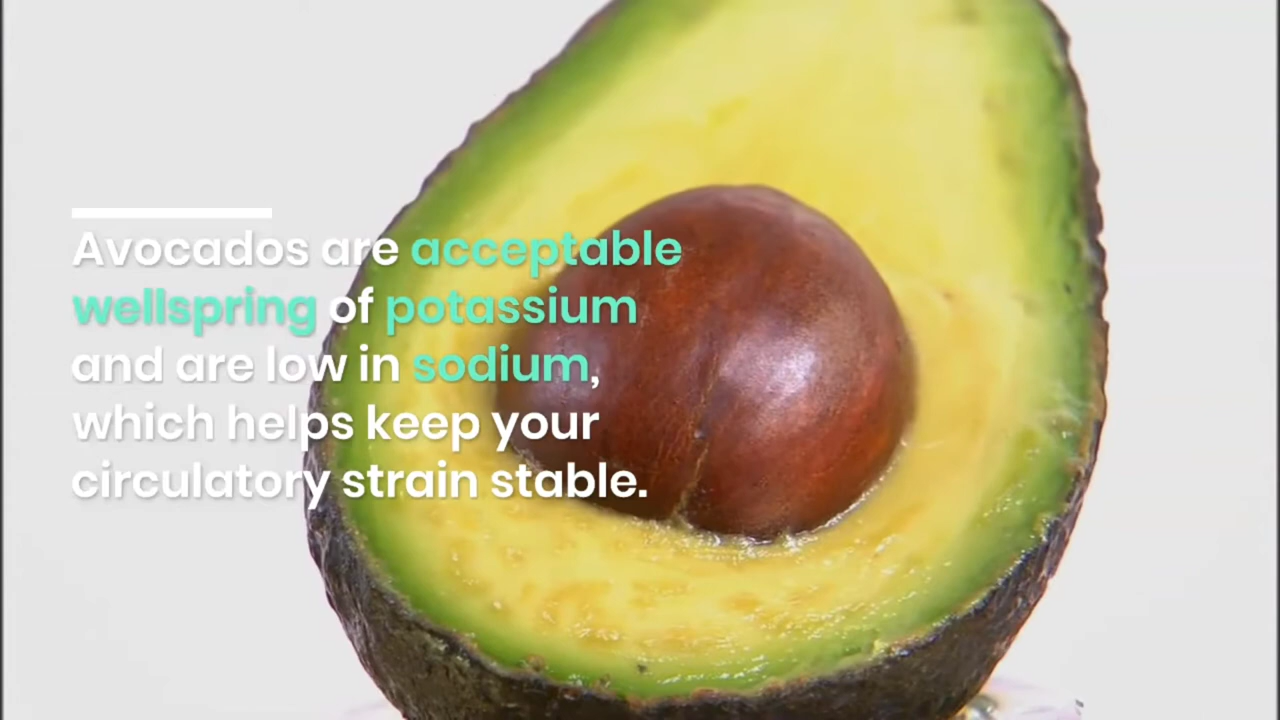 Avocados are acceptable
wellspring of potassium
and are low in sodium,
which helps keep your
circulatory strain stable.